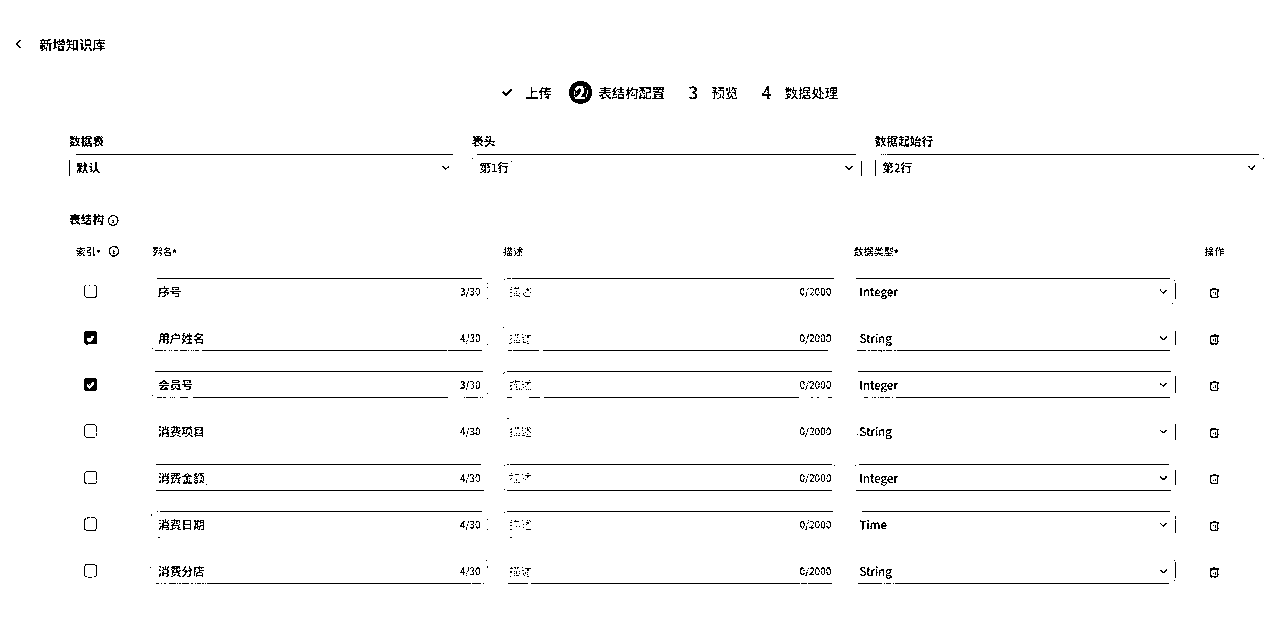 新增知识库
上传 2 表结构配置 3 预览 4 数据处理
数据表 表头 数据起始行
默认 第1行 第2行
表结构
索引* 列名* 描述 数据类型* 操作
序号 3/30 描述 0/2000 Integer
用户姓名 4/30 描述 0/2000 String
会员号 3/30 描述 0/2000 Integer
消费项目 4/30 描述 0/2000 String
消费金额 4/30 描述 0/2000 Integer
消费日期 4/30 描述 0/2000 Time
消费分店 4/30 描述 0/2000 String